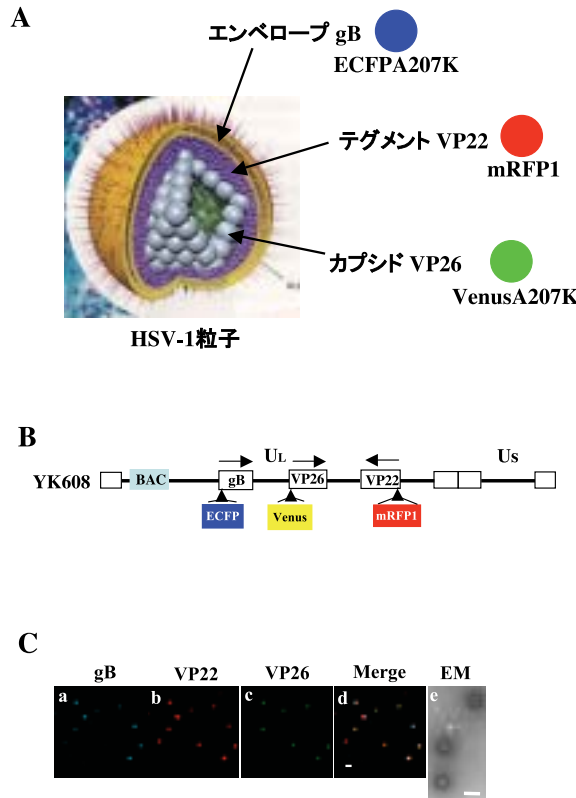 A
エンベロープ gB
ECFPA207K
テグメント VP22
mRFP1
カプシド VP26
VenusA207K
HSV-1粒子
B
YK608
BAC
gB
UL
VP26
VP22
Us
ECFP
Venus
mRFP1
C
gB VP22 VP26 Merge EM
a b c d e